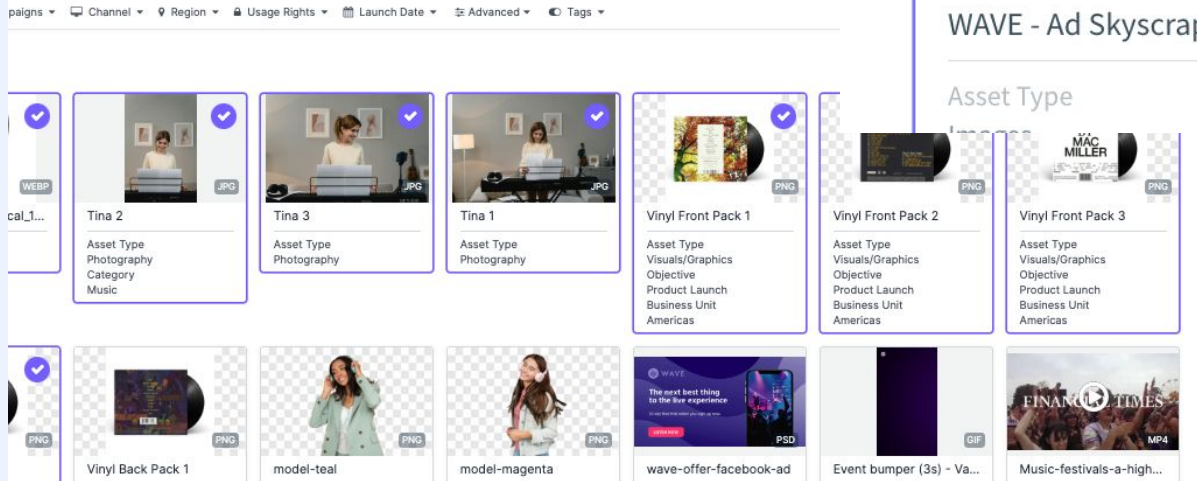 paigns Channel Region Usage Rights Launch Date Advanced Tags
WAVE - Ad Skyscrap
Asset Type
WEBP
JPG
JPG
JPG
PNG
PNG
MAC
MILLER
PNG
cal_1...
Tina 2
Asset Type
Photography
Category
Music
Tina 3
Asset Type
Photography
Tina 1
Asset Type
Photography
Vinyl Front Pack 1
Asset Type
Visuals/Graphics
Objective
Product Launch
Business Unit
Americas
Vinyl Front Pack 2
Asset Type
Visuals/Graphics
Objective
Product Launch
Business Unit
Americas
Vinyl Front Pack 3
Asset Type
Visuals/Graphics
Objective
Product Launch
Business Unit
Americas
PNG
PNG
Vinyl Back Pack 1
PNG
model-teal
PNG
model-magenta
WAVE
The next best thing
to the live experience
PSD
wave-offer-facebook-ad
GIF
Event bumper (3s) - Va...
FINANCIAL TIMES
MP4
Music-festivals-a-high...